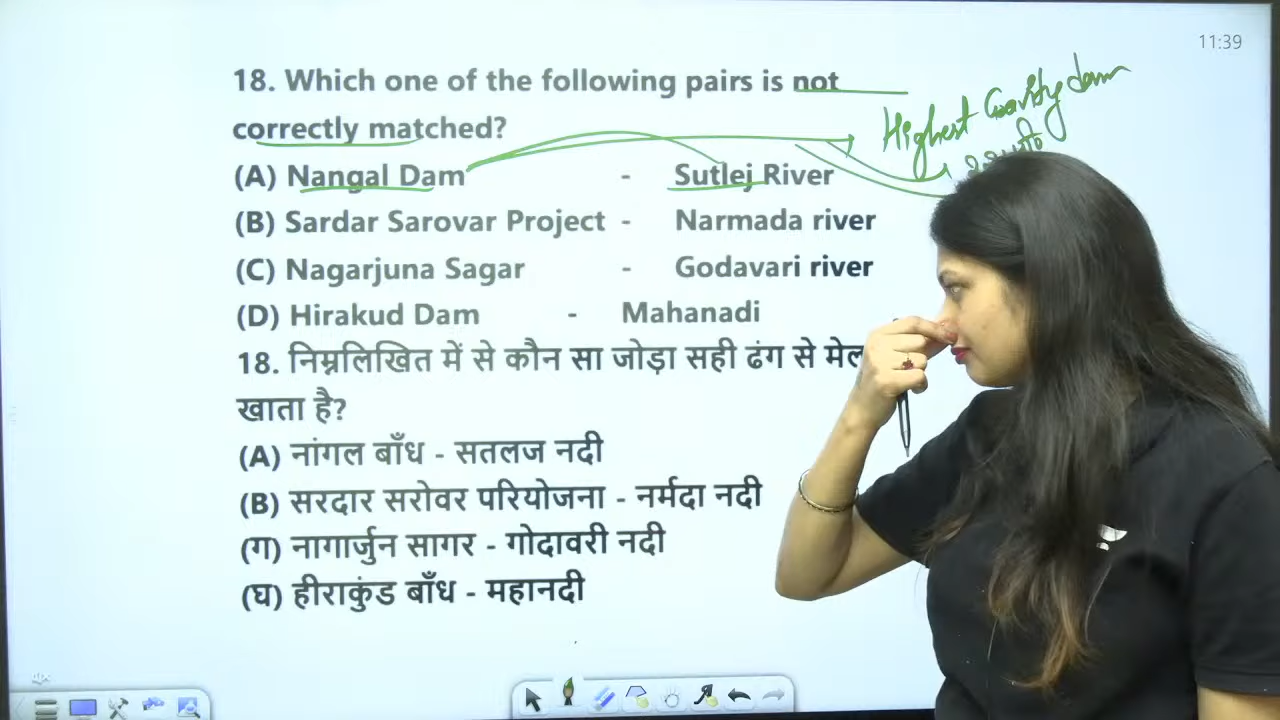 11:39
18. Which one of the following pairs is not
correctly matched?
Highest Gravity dam
(A) Nangal Dam - Sutlej River
(B) Sardar Sarovar Project - Narmada river
(C) Nagarjuna Sagar - Godavari river
(D) Hirakud Dam - Mahanadi
18. निम्नलिखित में से कौन सा जोड़ा सही ढंग से मेल
खाता है?
(A) नांगल बाँध - सतलज नदी
(B) सरदार सरोवर परियोजना - नर्मदा नदी
(ग) नागार्जुन सागर - गोदावरी नदी
(घ) हीराकुंड बाँध - महानदी